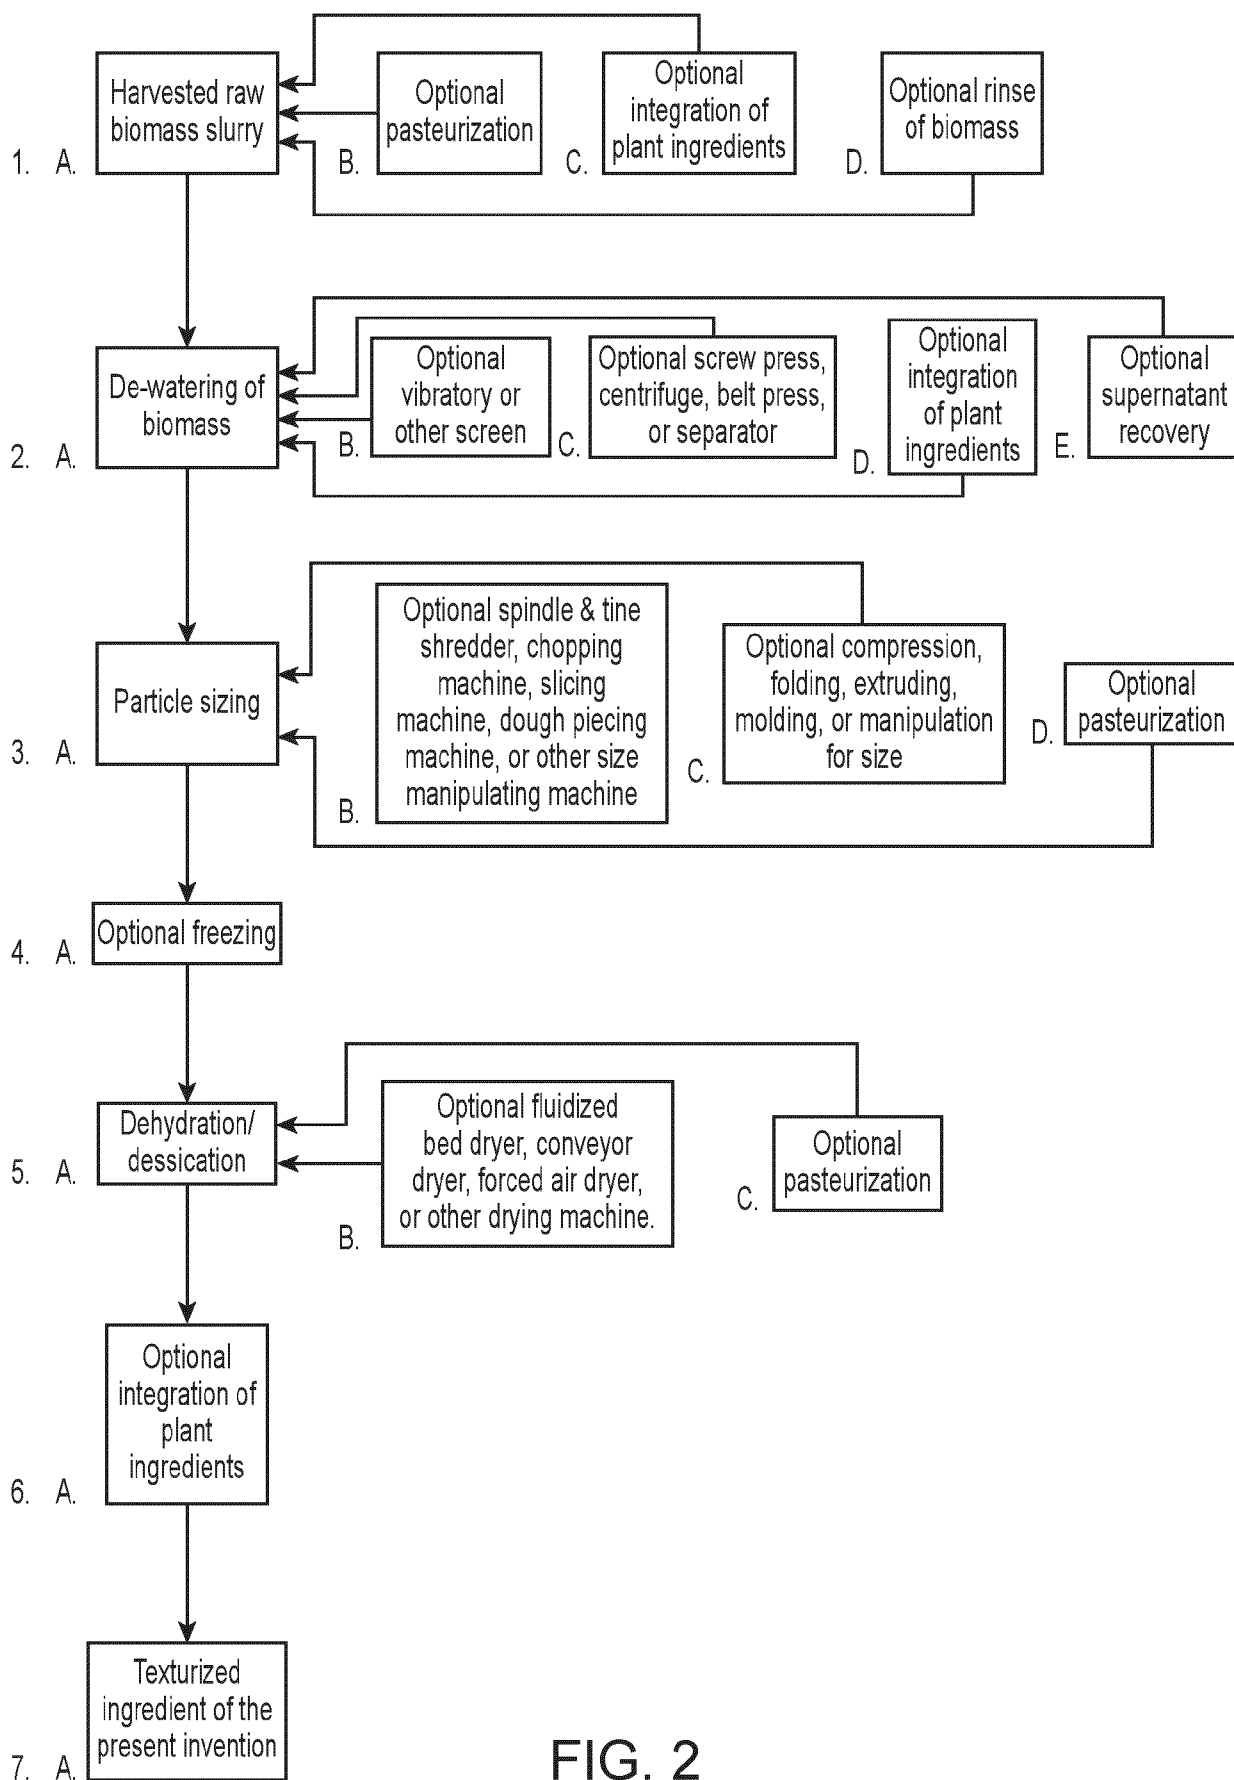 Harvested raw
biomass slurry
1. A.
Optional
pasteurization
B.
Optional
integration of
plant ingredients
C.
Optional rinse
of biomass
D.
De-watering of
biomass
2. A.
Optional
vibratory or
other screen
B.
Optional screw press,
centrifuge, belt press,
or separator
C.
Optional
integration
of plant
ingredients
D.
Optional
supernatant
recovery
E.
Particle sizing
3. A.
Optional spindle & tine
shredder, chopping
machine, slicing
machine, dough piecing
machine, or other size
manipulating machine
B.
Optional compression,
folding, extruding,
molding, or manipulation
for size
C.
Optional
pasteurization
D.
Optional freezing
4. A.
Dehydration/
dessication
5. A.
Optional fluidized
bed dryer, conveyor
dryer, forced air dryer,
or other drying machine.
B.
Optional
pasteurization
C.
Optional
integration of
plant
ingredients
6. A.
Texturized
ingredient of the
present invention
7. A.
FIG. 2